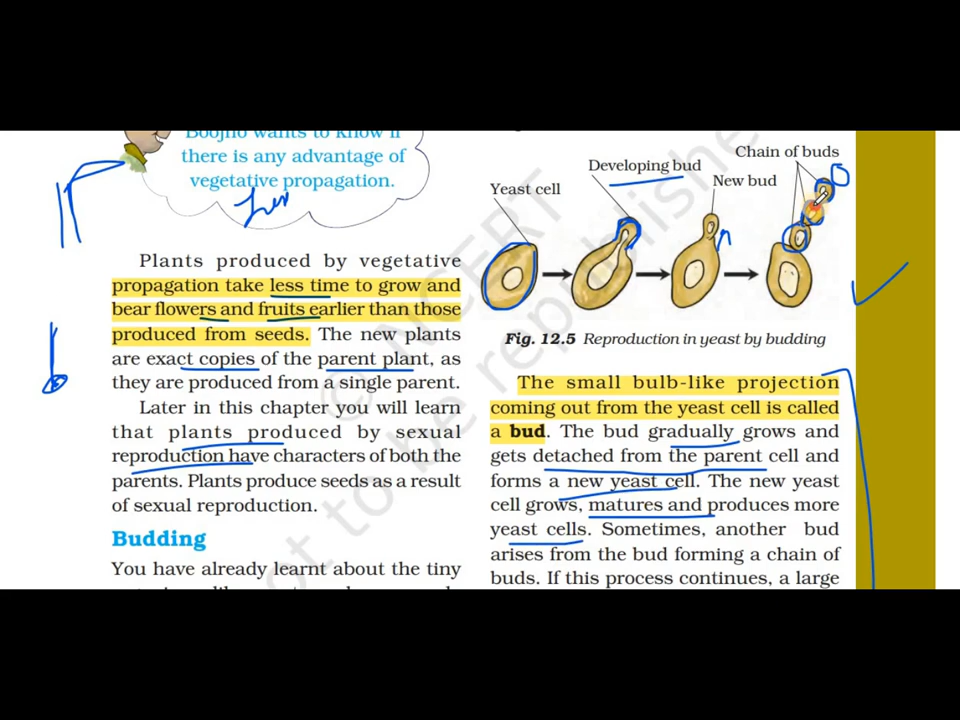 Boojho wants to know if
there is any advantage of
vegetative propagation.
Plants produced by vegetative
propagation take less time to grow and
bear flowers and fruits earlier than those
produced from seeds. The new plants
are exact copies of the parent plant, as
they are produced from a single parent.
Later in this chapter you will learn
that plants produced by sexual
reproduction have characters of both the
parents. Plants produce seeds as a result
of sexual reproduction.
Budding
You have already learnt about the tiny
Yeast cell
Developing bud
New bud
Chain of buds
Fig. 12.5 Reproduction in yeast by budding
The small bulb-like projection
coming out from the yeast cell is called
a bud. The bud gradually grows and
gets detached from the parent cell and
forms a new yeast cell. The new yeast
cell grows, matures and produces more
yeast cells. Sometimes, another bud
arises from the bud forming a chain of
buds. If this process continues, a large
© NCERT
not to be republished